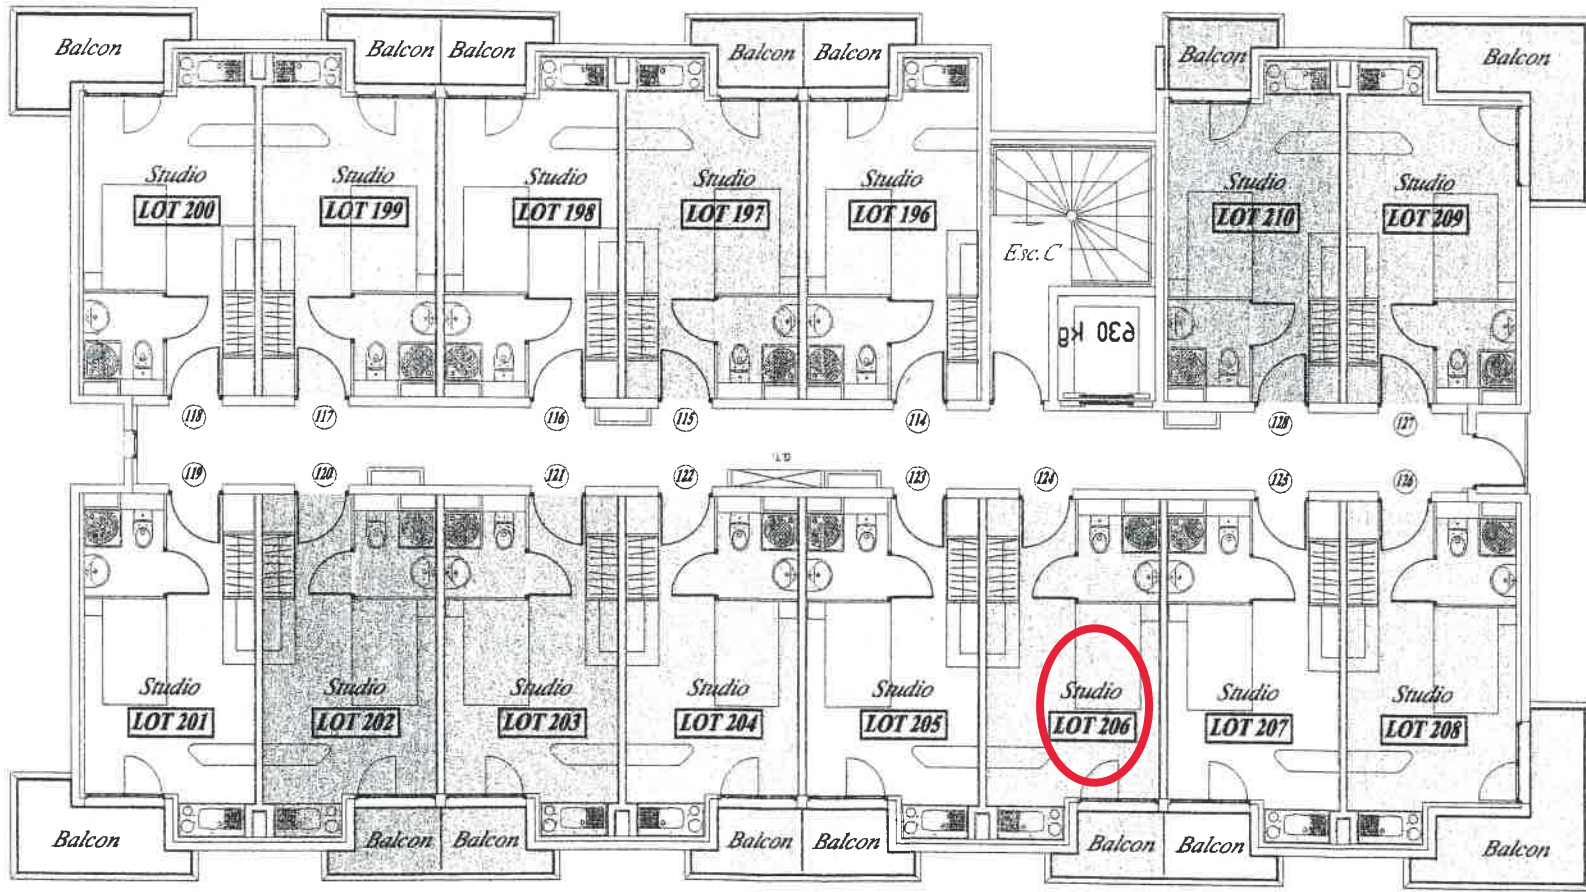 Balcon
Balcon
Balcon
Balcon
Balcon
Balcon
Balcon
Studio
LOT 200
Studio
LOT 199
Studio
LOT 198
Studio
LOT 197
Studio
LOT 196
Esc. C
630 kg
Studio
LOT 210
Studio
LOT 209
118
117
116
115
114
128
127
119
120
121
122
G.T.
123
124
125
126
Studio
LOT 201
Studio
LOT 202
Studio
LOT 203
Studio
LOT 204
Studio
LOT 205
Studio
LOT 206
Studio
LOT 207
Studio
LOT 208
Balcon
Balcon
Balcon
Balcon
Balcon
Balcon
Balcon
Balcon